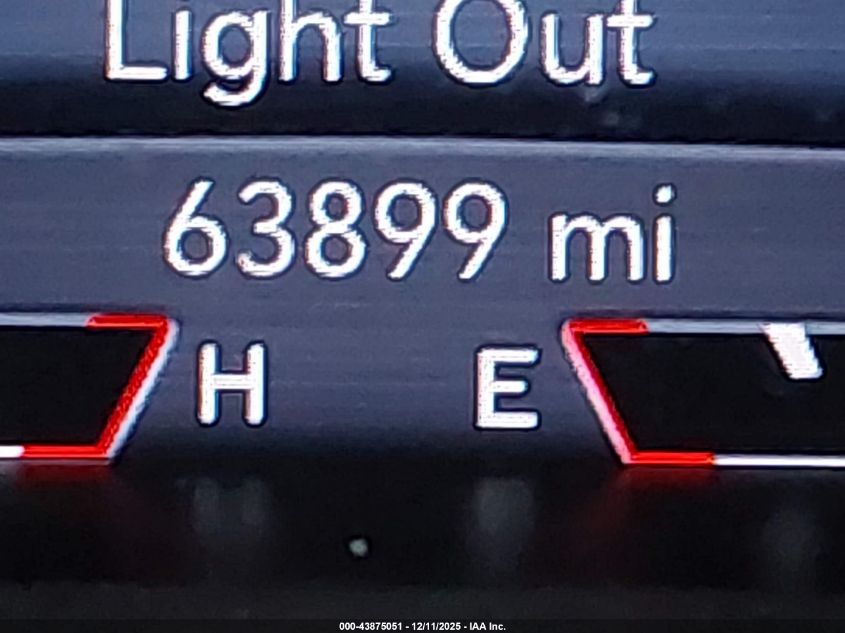 Light Out
63899 mi
H E
000-43875051 - 12/11/2025 - IAA Inc.